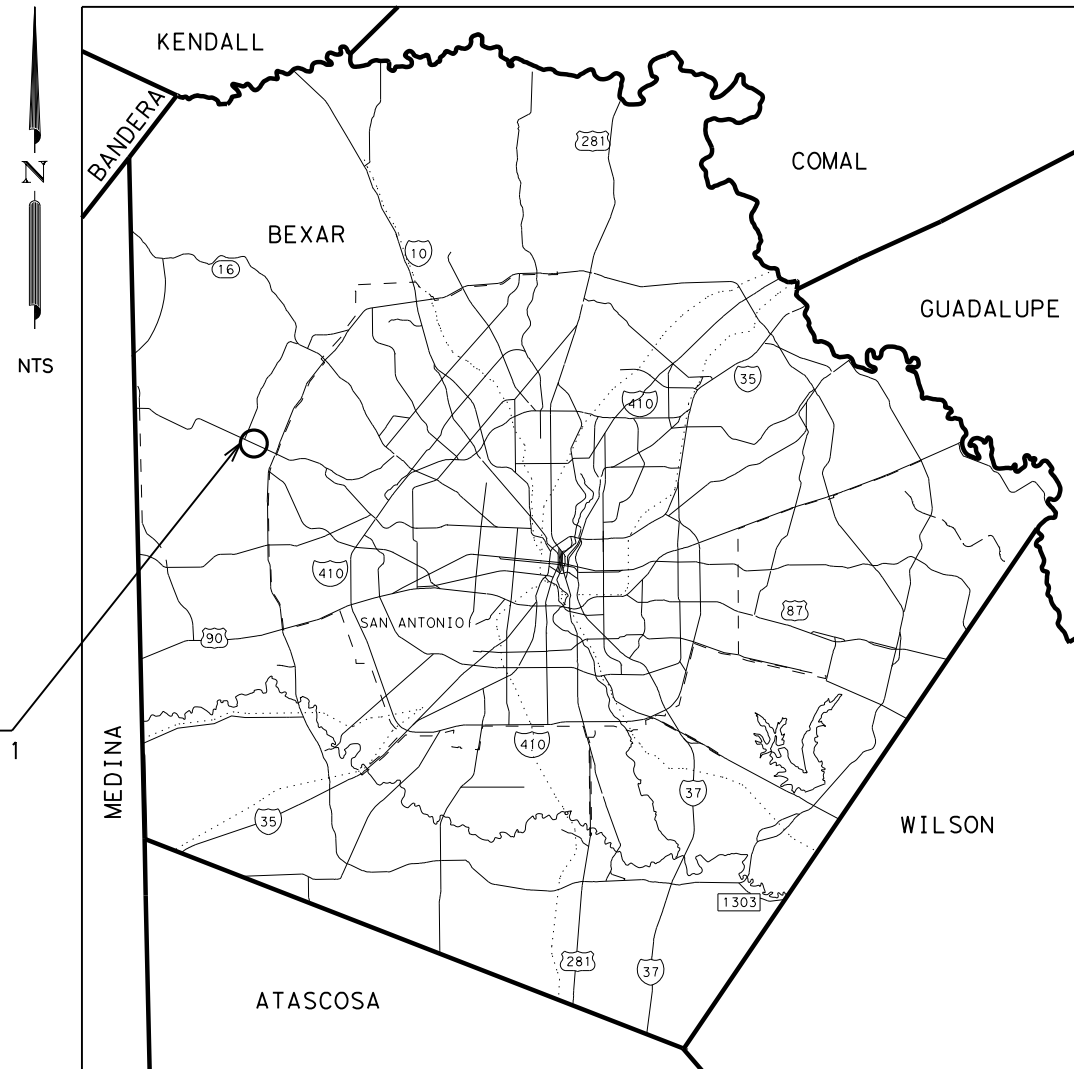 KENDALL
BANDERA
N
281
COMAL
BEXAR
10
16
GUADALUPE
NTS
35
410
410
87
SAN ANTONIO
90
1
MEDINA
410
37
35
WILSON
1303
281
37
ATASCOSA